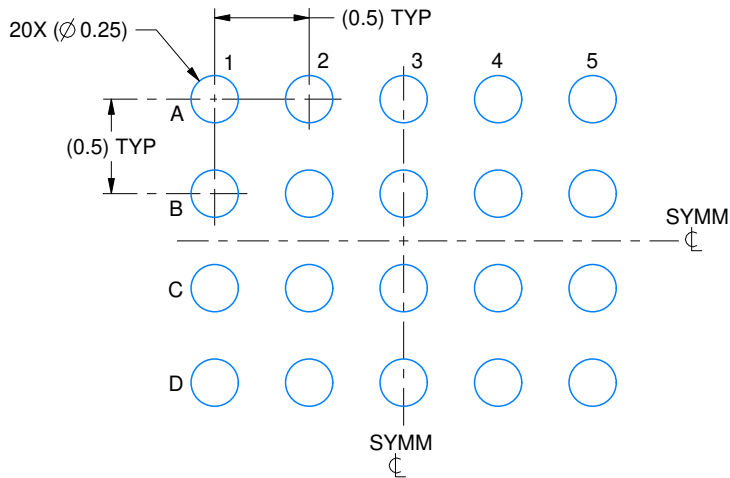 (0.5) TYP
20X (∅ 0.25)
1 2 3 4 5
A
(0.5) TYP
B
SYMM
℄
C
D
SYMM
℄